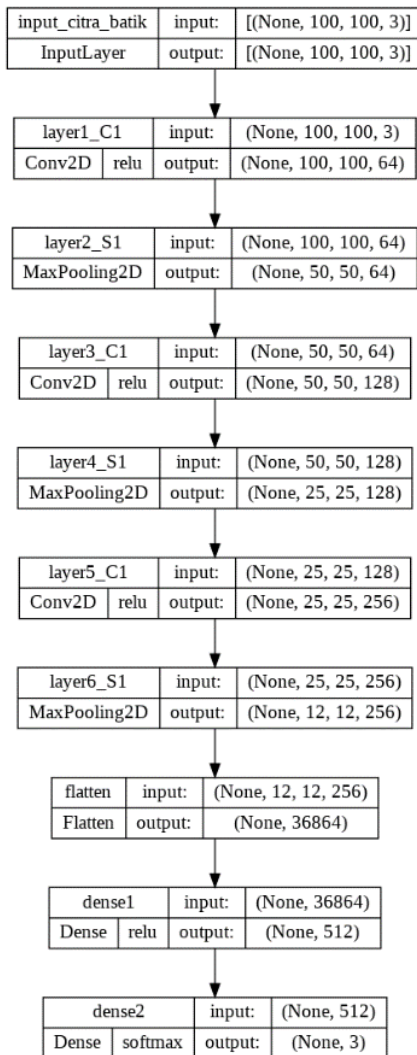 input_citra_batik input: [(None, 100, 100, 3)]
InputLayer output: [(None, 100, 100, 3)]
layer1_C1 input: (None, 100, 100, 3)
Conv2D relu output: (None, 100, 100, 64)
layer2_S1 input: (None, 100, 100, 64)
MaxPooling2D output: (None, 50, 50, 64)
layer3_C1 input: (None, 50, 50, 64)
Conv2D relu output: (None, 50, 50, 128)
layer4_S1 input: (None, 50, 50, 128)
MaxPooling2D output: (None, 25, 25, 128)
layer5_C1 input: (None, 25, 25, 128)
Conv2D relu output: (None, 25, 25, 256)
layer6_S1 input: (None, 25, 25, 256)
MaxPooling2D output: (None, 12, 12, 256)
flatten input: (None, 12, 12, 256)
Flatten output: (None, 36864)
dense1 input: (None, 36864)
Dense relu output: (None, 512)
dense2 input: (None, 512)
Dense softmax output: (None, 3)